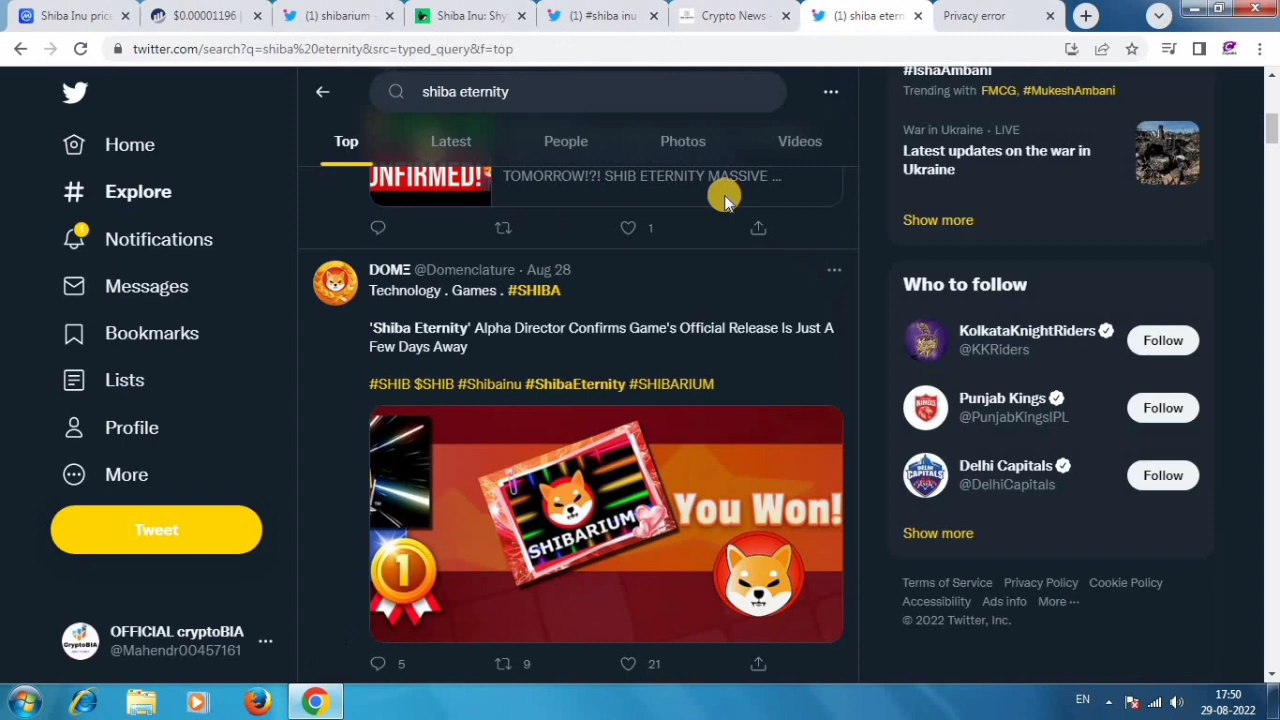 Shiba Inu price
$0.00001196
(1) shibarium -
Shiba Inu: Shy
(1) #shiba inu
Crypto News -
(1) shiba etern
Privacy error
twitter.com/search?q=shiba%20eternity&src=typed_query&f=top
shiba eternity
Top
Latest
People
Photos
Videos
Home
Explore
1
Notifications
Messages
Bookmarks
Lists
Profile
More
Tweet
OFFICIAL cryptoBIA
@Mahendr00457161
CryptoBIA
ONFIRMED!
TOMORROW!?! SHIB ETERNITY MASSIVE ...
1
DOMΞ @Domenclature · Aug 28
Technology . Games . #SHIBA
'Shiba Eternity' Alpha Director Confirms Game's Official Release Is Just A
Few Days Away
#SHIB $SHIB #Shibainu #ShibaEternity #SHIBARIUM
SHIBARIUM
You Won!
1
5
9
21
#IshaAmbani
Trending with FMCG, #MukeshAmbani
War in Ukraine · LIVE
Latest updates on the war in
Ukraine
Show more
Who to follow
KolkataKnightRiders
@KKRiders
Follow
Punjab Kings
@PunjabKingsIPL
Follow
Delhi Capitals
@DelhiCapitals
Follow
Show more
Terms of Service Privacy Policy Cookie Policy
Accessibility Ads info More ···
© 2022 Twitter, Inc.
EN
17:50
29-08-2022